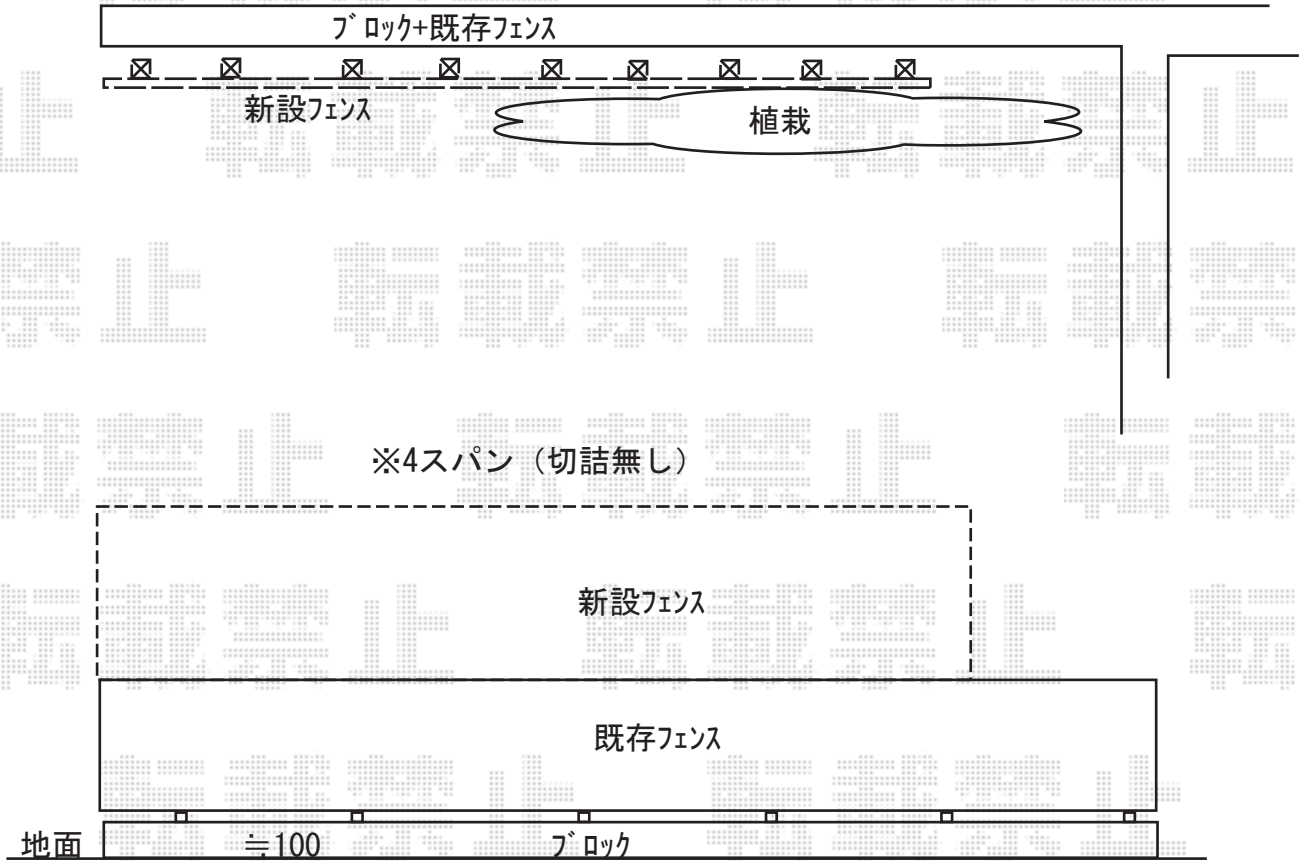 ブロック+既存フェンス
新設フェンス
植栽
※4スパン（切詰無し）
新設フェンス
既存フェンス
地面 ≒100 ブロック
転載禁止